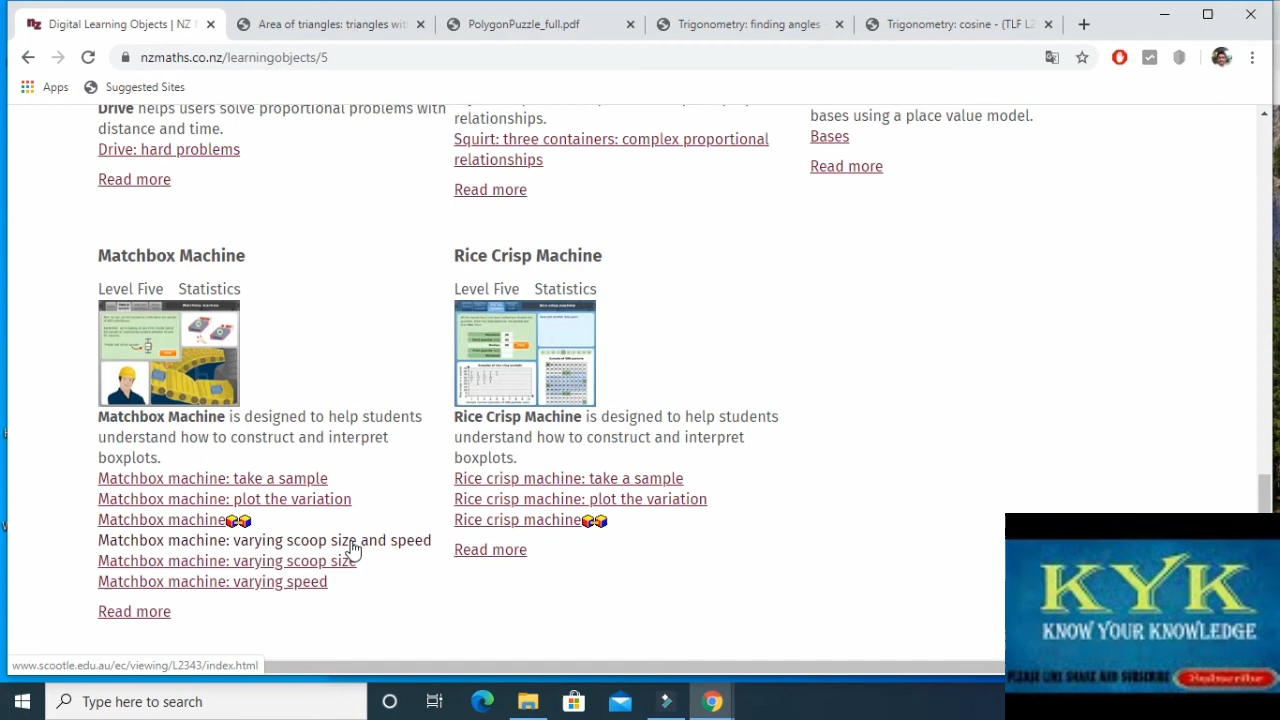 Digital Learning Objects | NZ M
Area of triangles: triangles wit
PolygonPuzzle_full.pdf
Trigonometry: finding angles
Trigonometry: cosine - (TLF L2
nzmaths.co.nz/learningobjects/5
Apps
Suggested Sites
Drive helps users solve proportional problems with
distance and time.
Drive: hard problems
Read more
relationships.
Squirt: three containers: complex proportional
relationships
Read more
bases using a place value model.
Bases
Read more
Matchbox Machine
Level Five Statistics
Matchbox Machine is designed to help students
understand how to construct and interpret
boxplots.
Matchbox machine: take a sample
Matchbox machine: plot the variation
Matchbox machine
Matchbox machine: varying scoop size and speed
Matchbox machine: varying scoop size
Matchbox machine: varying speed
Read more
Rice Crisp Machine
Level Five Statistics
Rice Crisp Machine is designed to help students
understand how to construct and interpret
boxplots.
Rice crisp machine: take a sample
Rice crisp machine: plot the variation
Rice crisp machine
Read more
KYK
KNOW YOUR KNOWLEDGE
PLEASE LIKE SHARE AND SUBSCRIBE
Subscribe
www.scootle.edu.au/ec/viewing/L2343/index.html
Type here to search